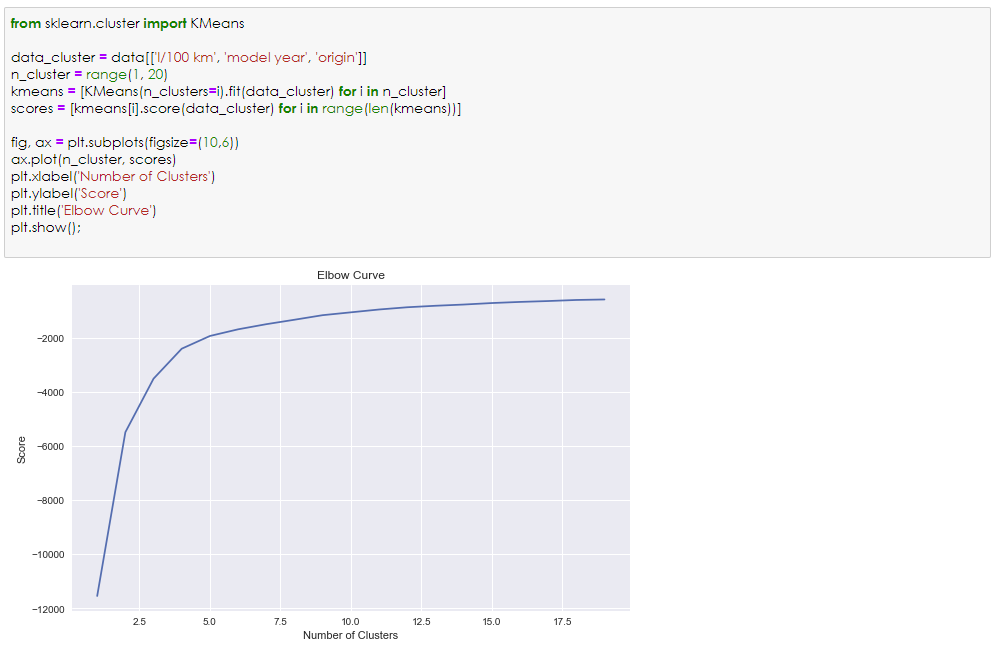 from sklearn.cluster import KMeans
data_cluster = data[['l/100 km', 'model year', 'origin']]
n_cluster = range(1, 20)
kmeans = [KMeans(n_clusters=i).fit(data_cluster) for i in n_cluster]
scores = [kmeans[i].score(data_cluster) for i in range(len(kmeans))]
fig, ax = plt.subplots(figsize=(10,6))
ax.plot(n_cluster, scores)
plt.xlabel('Number of Clusters')
plt.ylabel('Score')
plt.title('Elbow Curve')
plt.show();
Elbow Curve
Score
−2000
−4000
−6000
−8000
−10000
−12000
2.5 5.0 7.5 10.0 12.5 15.0 17.5
Number of Clusters